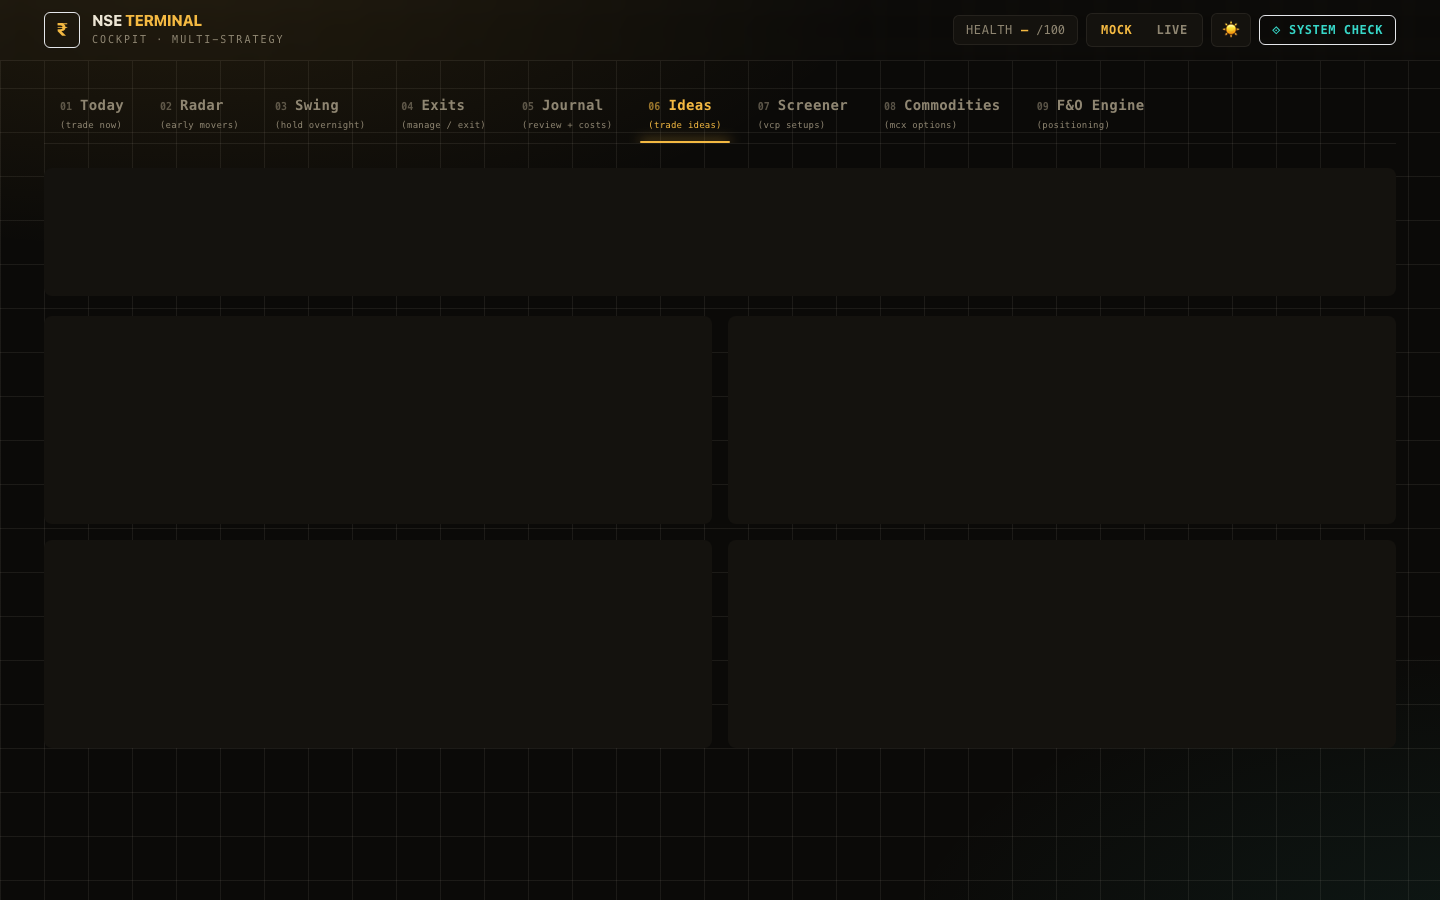 ₹
NSE TERMINAL
COCKPIT · MULTI-STRATEGY
HEALTH — /100
MOCK LIVE
◇ SYSTEM CHECK
01 Today
(trade now)
02 Radar
(early movers)
03 Swing
(hold overnight)
04 Exits
(manage / exit)
05 Journal
(review + costs)
06 Ideas
(trade ideas)
07 Screener
(vcp setups)
08 Commodities
(mcx options)
09 F&O Engine
(positioning)